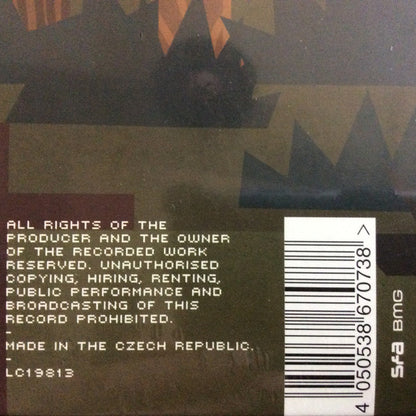 ALL RIGHTS OF THE
PRODUCER AND THE OWNER
OF THE RECORDED WORK
RESERVED. UNAUTHORISED
COPYING, HIRING, RENTING,
PUBLIC PERFORMANCE AND
BROADCASTING OF THIS
RECORD PROHIBITED.
-
MADE IN THE CZECH REPUBLIC.
-
LC19813
4 050538 670738 >
Sfa BMG